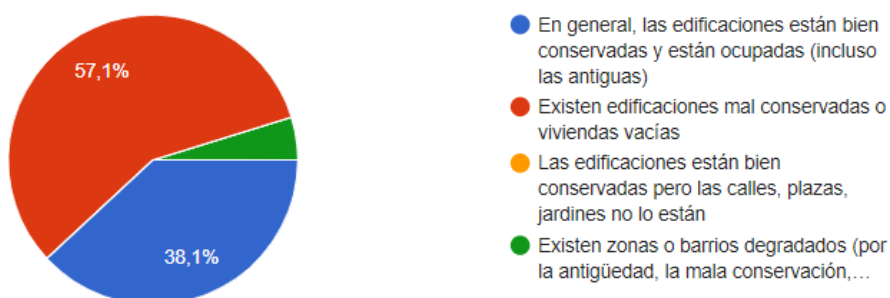 57,1%
38,1%
En general, las edificaciones están bien
conservadas y están ocupadas (incluso
las antiguas)
Existen edificaciones mal conservadas o
viviendas vacías
Las edificaciones están bien
conservadas pero las calles, plazas,
jardines no lo están
Existen zonas o barrios degradados (por
la antigüedad, la mala conservación,…